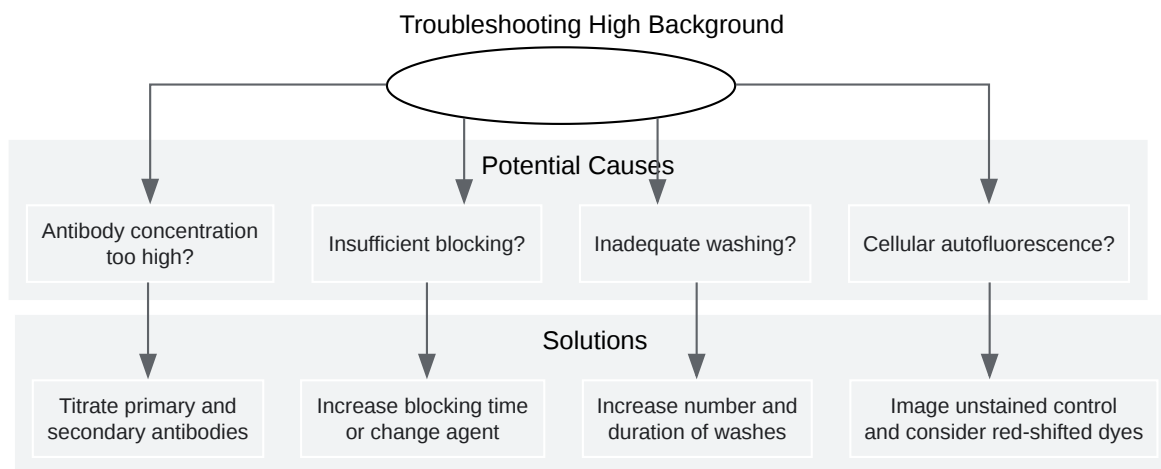 Troubleshooting High Background
Potential Causes
Antibody concentration
too high?
Insufficient blocking?
Inadequate washing?
Cellular autofluorescence?
Solutions
Titrate primary and
secondary antibodies
Increase blocking time
or change agent
Increase number and
duration of washes
Image unstained control
and consider red-shifted dyes